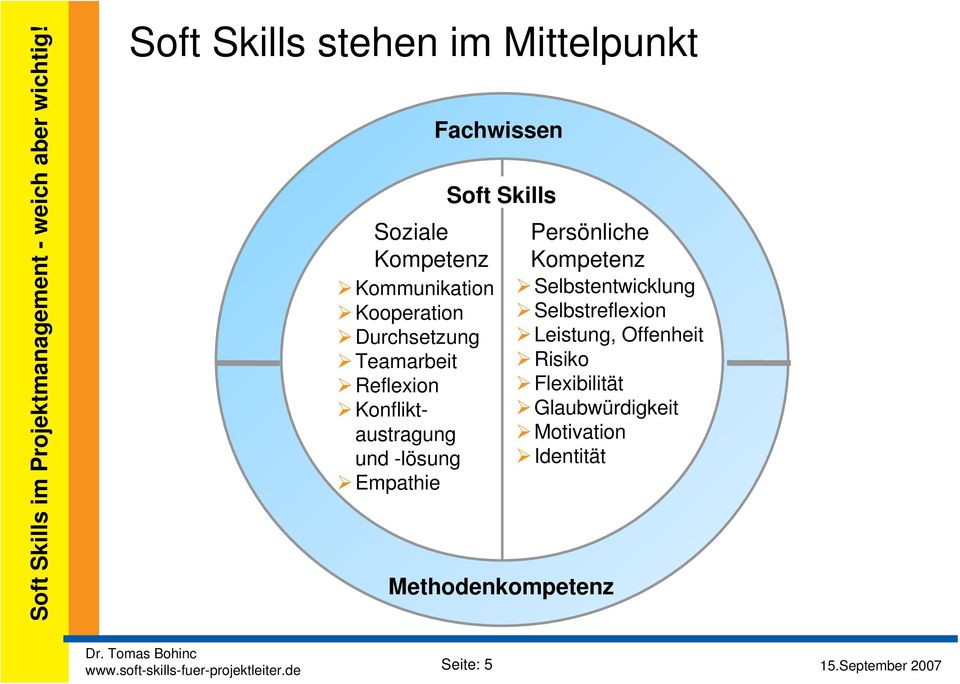 Soft Skills im Projektmanagement - weich aber wichtig!
Soft Skills stehen im Mittelpunkt
Fachwissen
Soft Skills
Soziale
Kompetenz
Kommunikation
Kooperation
Durchsetzung
Teamarbeit
Reflexion
Konflikt-
austragung
und -lösung
Empathie
Persönliche
Kompetenz
Selbstentwicklung
Selbstreflexion
Leistung, Offenheit
Risiko
Flexibilität
Glaubwürdigkeit
Motivation
Identität
Methodenkompetenz
Dr. Tomas Bohinc
www.soft-skills-fuer-projektleiter.de
Seite: 5
15.September 2007